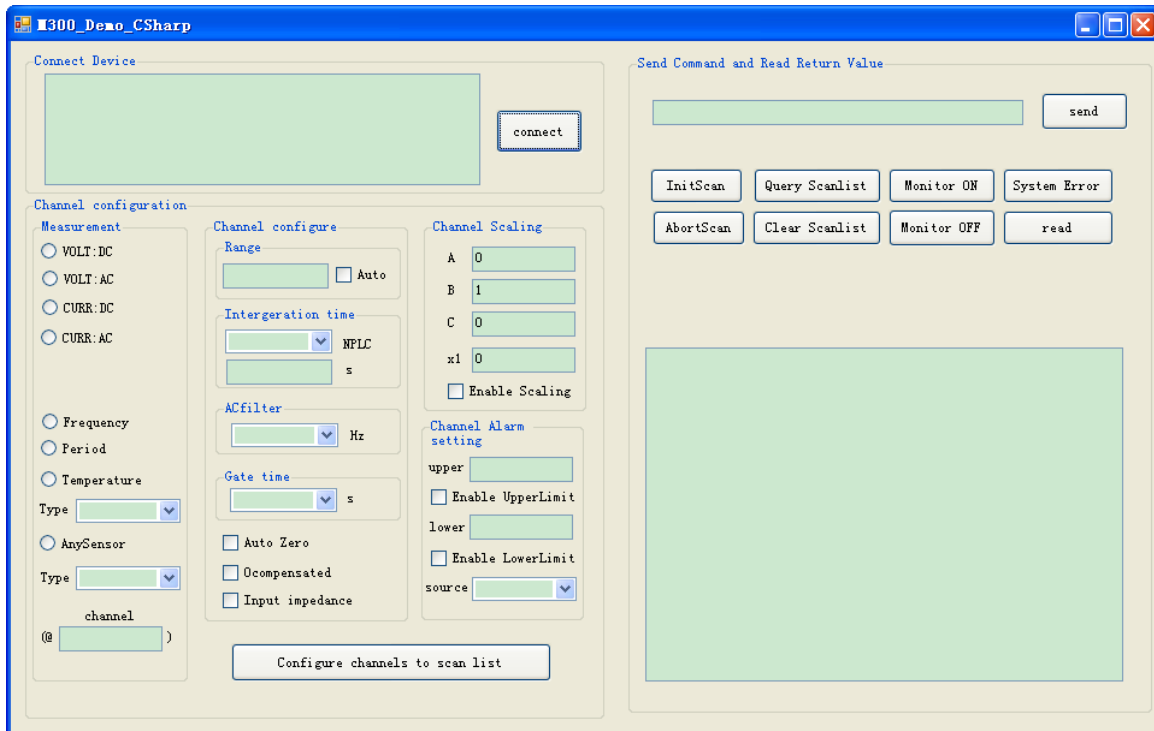 M300_Demo_CSharp
Connect Device
connect
Channel configuration
Measurement
VOLT:DC
VOLT:AC
CURR:DC
CURR:AC
Frequency
Period
Temperature
Type
AnySensor
Type
channel
(@ )
Channel configure
Range
Auto
Intergeration time
NPLC
s
ACfilter
Hz
Gate time
s
Auto Zero
Ocompensated
Input impedance
Channel Scaling
A 0
B 1
C 0
x1 0
Enable Scaling
Channel Alarm
setting
upper
Enable UpperLimit
lower
Enable LowerLimit
source
Configure channels to scan list
Send Command and Read Return Value
send
InitScan Query Scanlist Monitor ON System Error
AbortScan Clear Scanlist Monitor OFF read